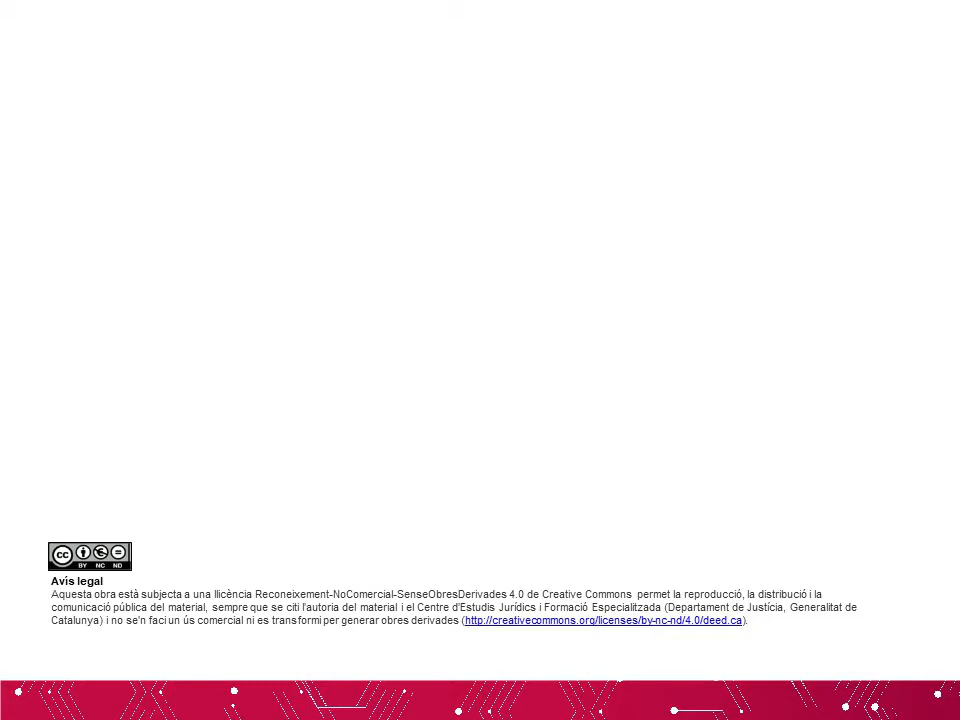 cc BY NC ND
Avís legal
Aquesta obra està subjecta a una llicència Reconeixement-NoComercial-SenseObresDerivades 4.0 de Creative Commons permet la reproducció, la distribució i la
comunicació pública del material, sempre que se citi l'autoria del material i el Centre d'Estudis Jurídics i Formació Especialitzada (Departament de Justícia, Generalitat de
Catalunya) i no se'n faci un ús comercial ni es transformi per generar obres derivades (http://creativecommons.org/licenses/by-nc-nd/4.0/deed.ca).